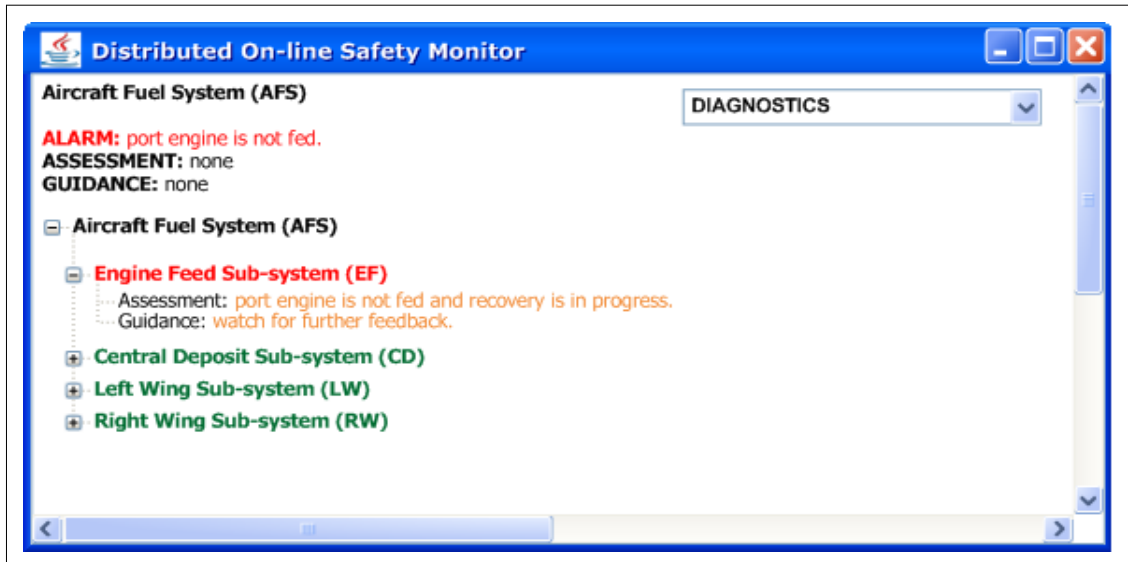 Distributed On-line Safety Monitor
Aircraft Fuel System (AFS)
DIAGNOSTICS
ALARM: port engine is not fed.
ASSESSMENT: none
GUIDANCE: none
Aircraft Fuel System (AFS)
Engine Feed Sub-system (EF)
Assessment: port engine is not fed and recovery is in progress.
Guidance: watch for further feedback.
Central Deposit Sub-system (CD)
Left Wing Sub-system (LW)
Right Wing Sub-system (RW)